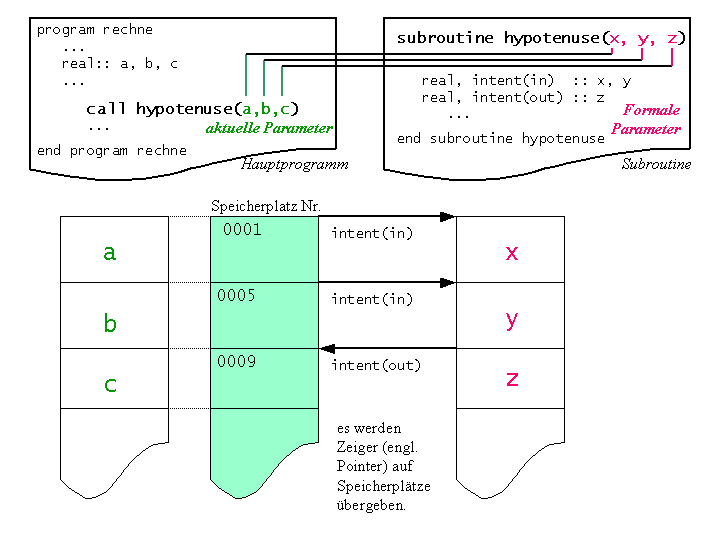 program rechne
...
real:: a, b, c
...
call hypotenuse(a,b,c)
...
aktuelle Parameter
end program rechne
Hauptprogramm
subroutine hypotenuse(x, y, z)
real, intent(in)  :: x, y
real, intent(out) :: z
...
Formale
Parameter
end subroutine hypotenuse
Subroutine
Speicherplatz Nr.
a
0001
intent(in)
x
b
0005
intent(in)
y
c
0009
intent(out)
z
es werden
Zeiger (engl.
Pointer) auf
Speicherplätze
übergeben.